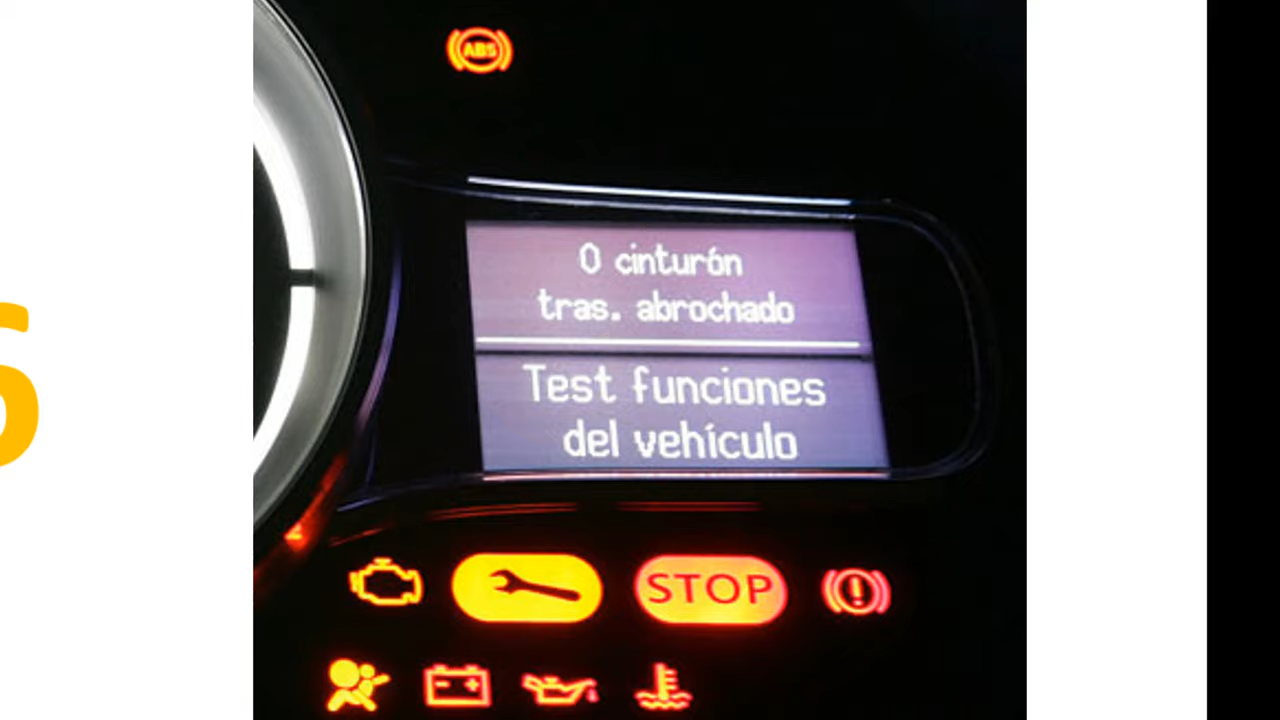 ABS
0 cinturón
tras. abrochado
Test funciones
del vehículo
STOP